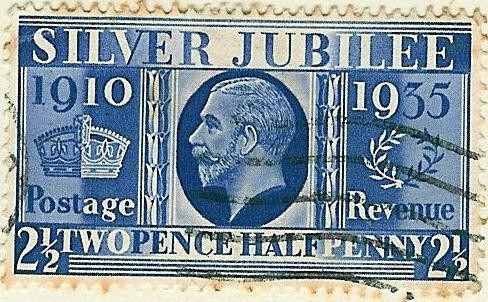 SILVER JUBILEE
1910 1935
Postage Revenue
2½ TWOPENCE HALFPENNY 2½